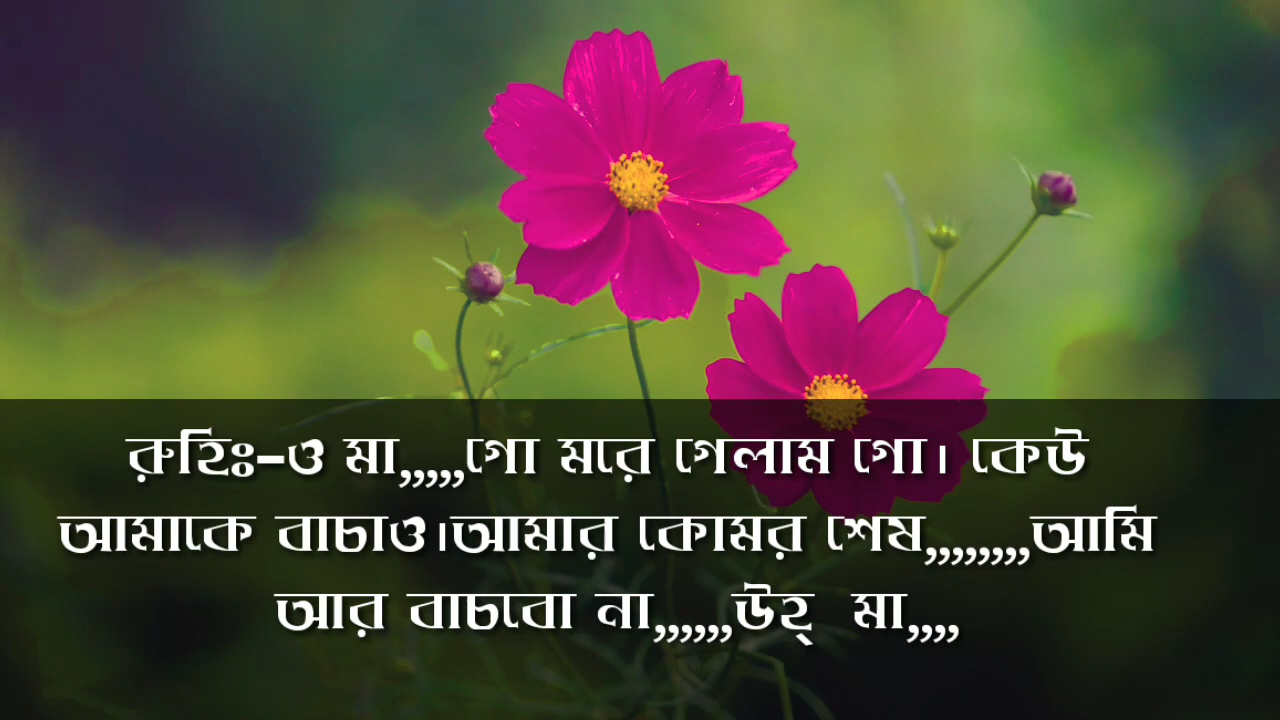 রুহিঃ-ও মা,,,,,গো মরে গেলাম গো। কেউ
আমাকে বাচাও।আমার কোমর শেষ,,,,,,,,আমি
আর বাচবো না,,,,,,উহ্ মা,,,,